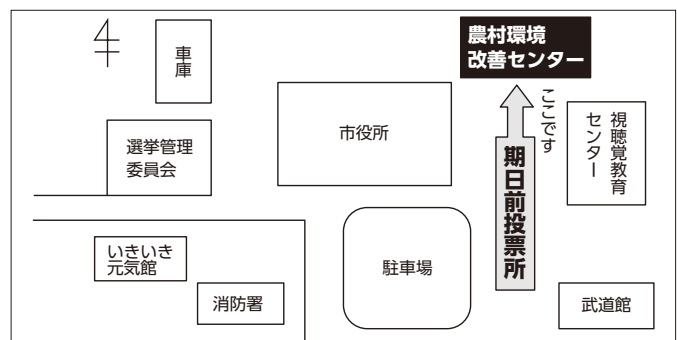 農村環境
改善センター
車庫
ここです
市役所
視聴覚教育
センター
選挙管理
委員会
期日前投票所
いきいき
元気館
駐車場
消防署
武道館